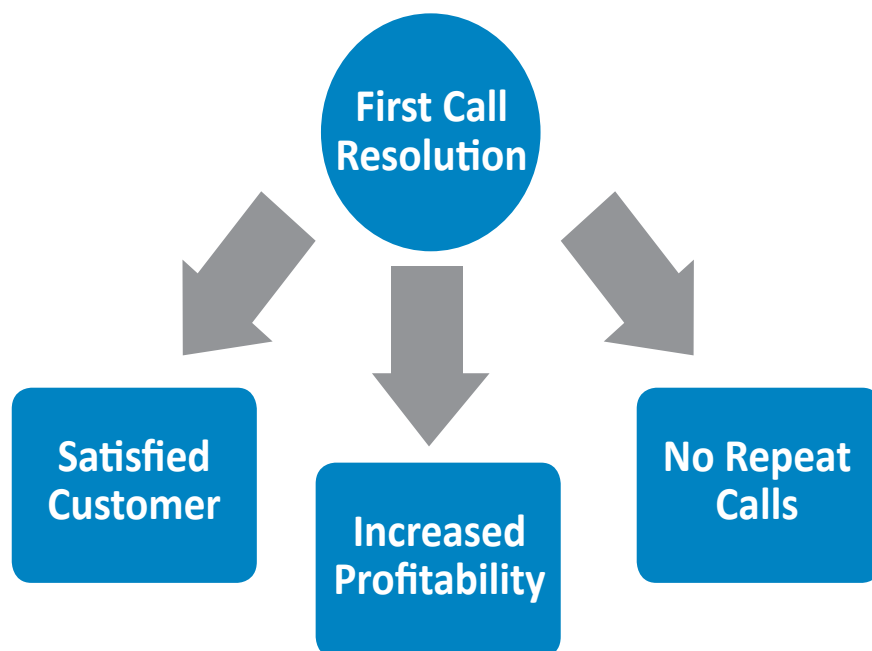 First Call
Resolution
Satisfied
Customer
Increased
Profitability
No Repeat
Calls